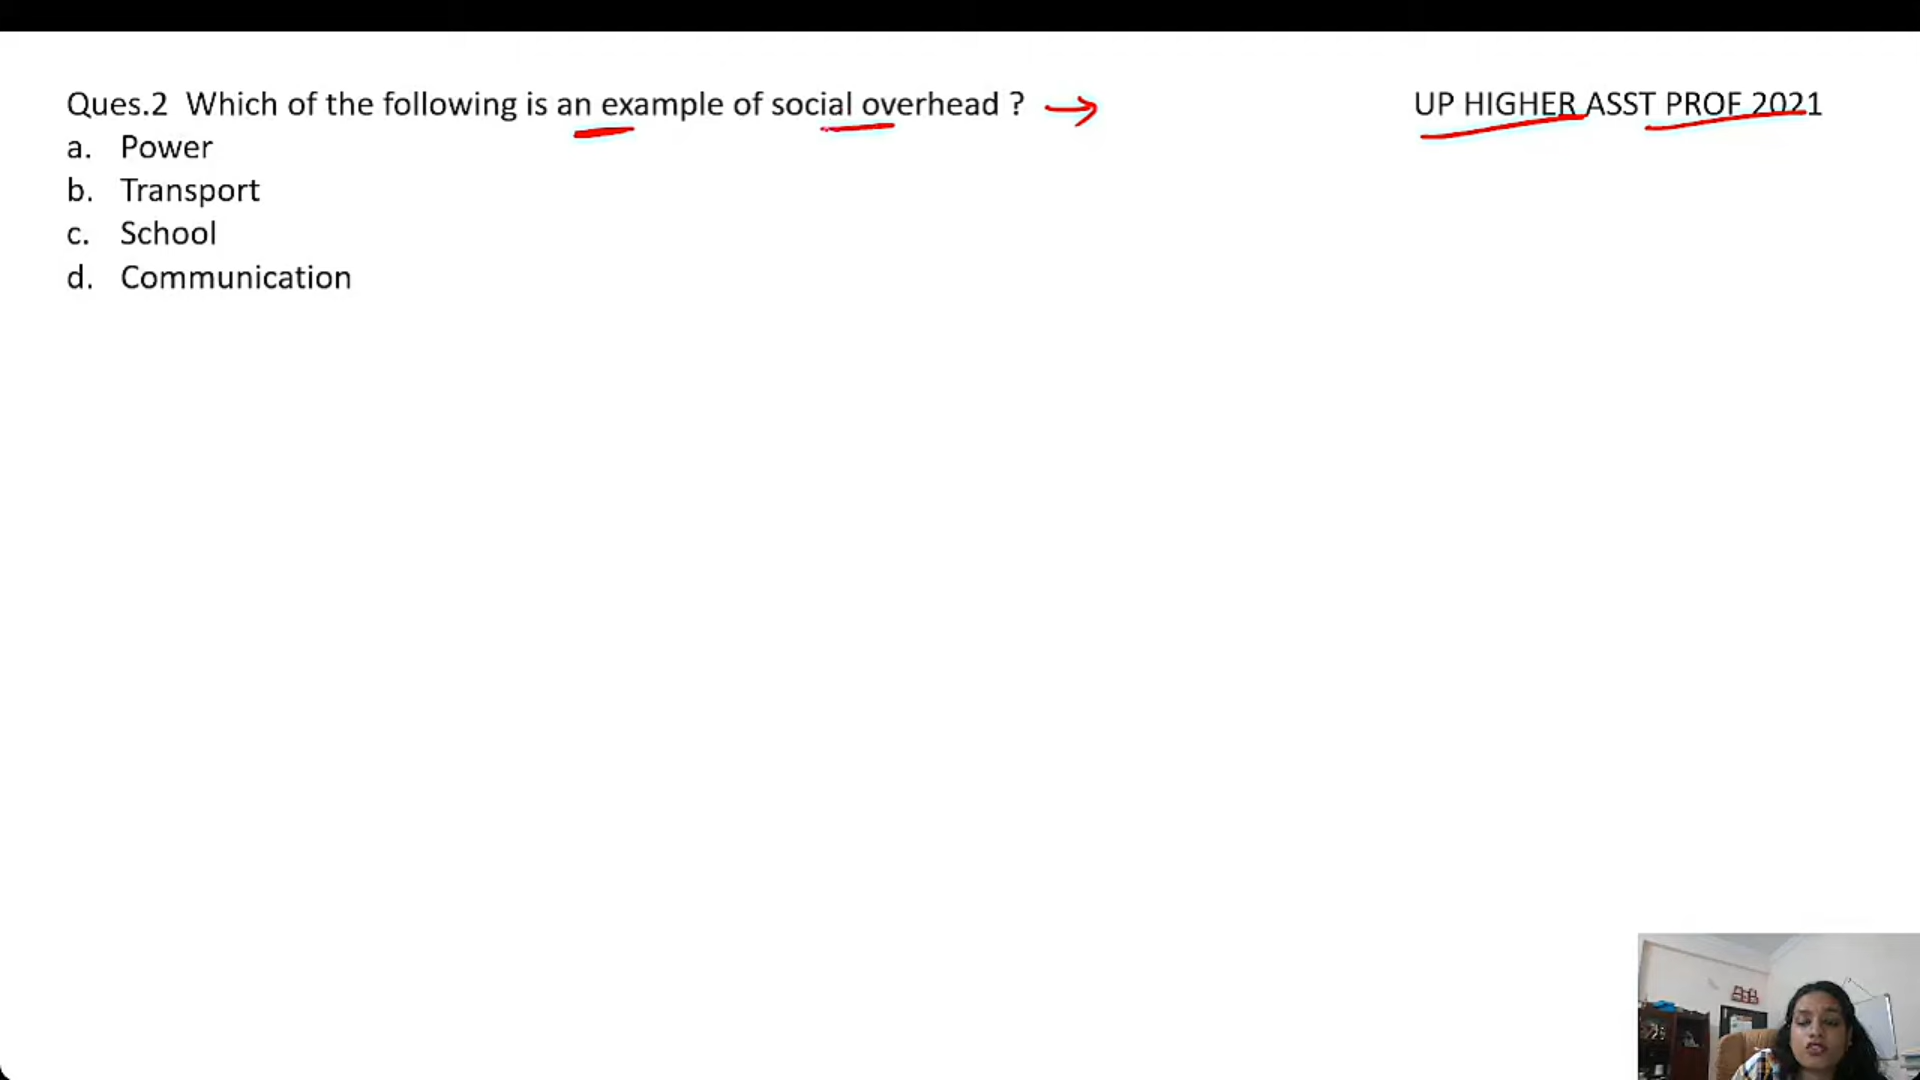 Ques.2 Which of the following is an example of social overhead ? UP HIGHER ASST PROF 2021
a. Power
b. Transport
c. School
d. Communication